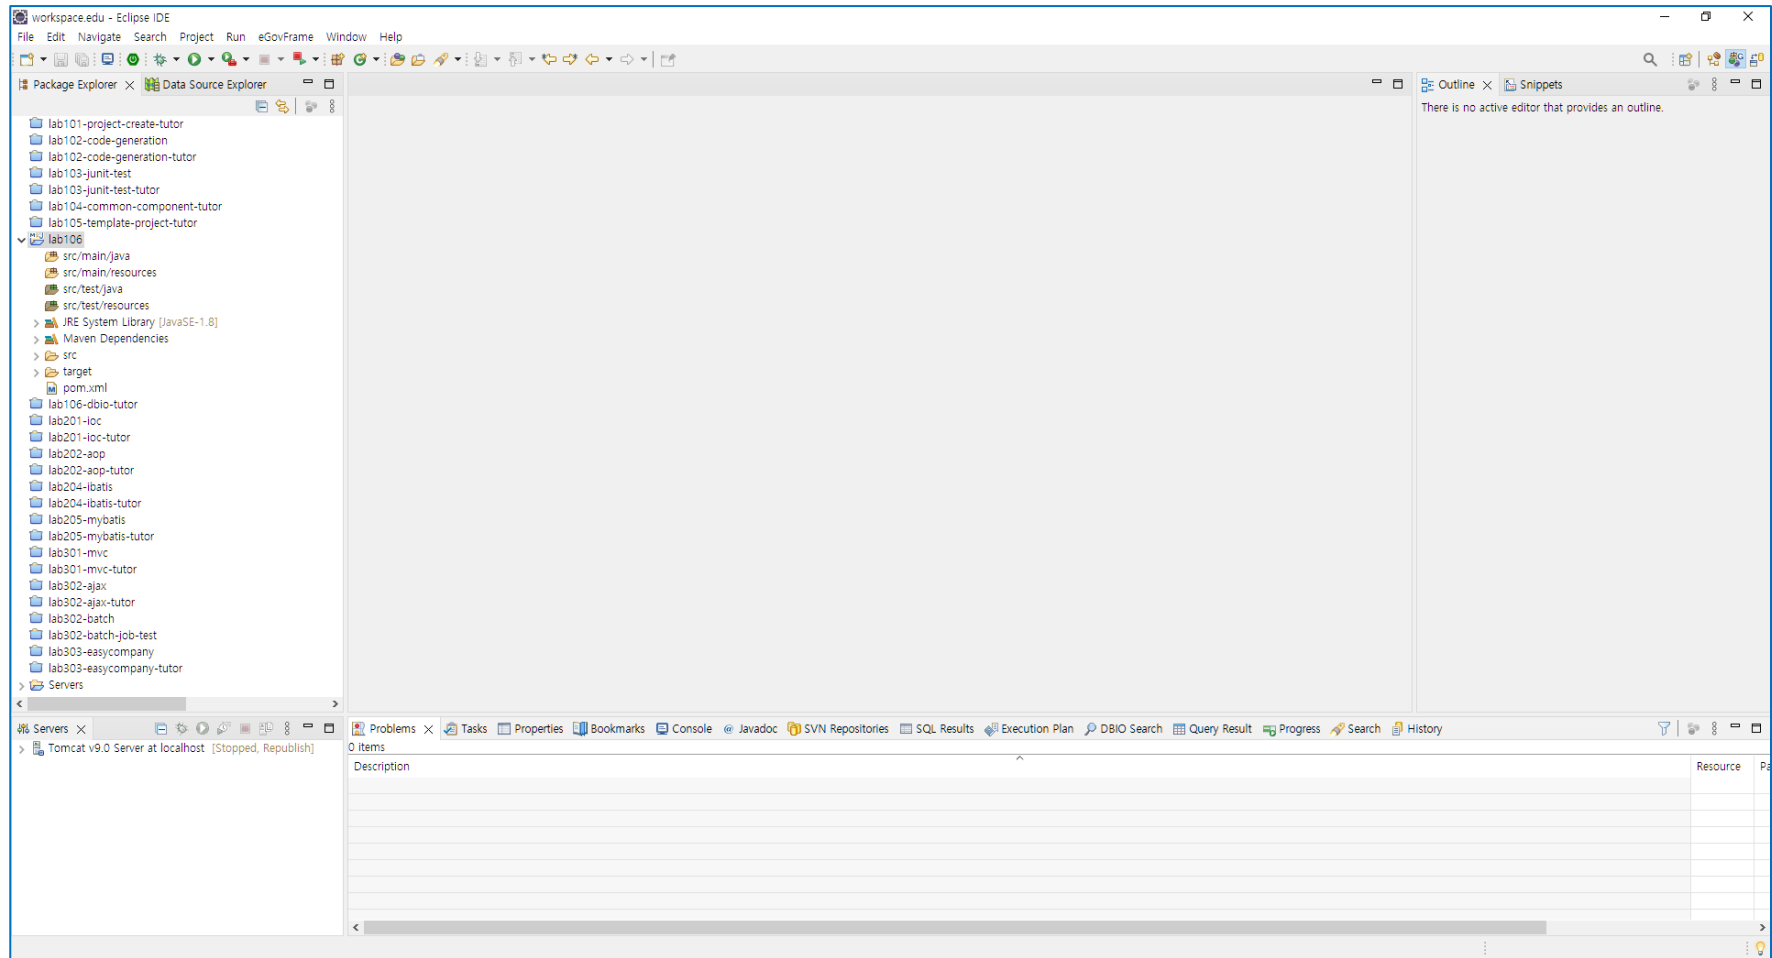 workspace.edu - Eclipse IDE
File Edit Navigate Search Project Run eGovFrame Window Help
Package Explorer Data Source Explorer
lab101-project-create-tutor
lab102-code-generation
lab102-code-generation-tutor
lab103-junit-test
lab103-junit-test-tutor
lab104-common-component-tutor
lab105-template-project-tutor
lab106
src/main/java
src/main/resources
src/test/java
src/test/resources
JRE System Library [JavaSE-1.8]
Maven Dependencies
src
target
pom.xml
lab106-dbio-tutor
lab201-ioc
lab201-ioc-tutor
lab202-aop
lab202-aop-tutor
lab204-ibatis
lab204-ibatis-tutor
lab205-mybatis
lab205-mybatis-tutor
lab301-mvc
lab301-mvc-tutor
lab302-ajax
lab302-ajax-tutor
lab302-batch
lab302-batch-job-test
lab303-easycompany
lab303-easycompany-tutor
Servers
Outline Snippets
There is no active editor that provides an outline.
Servers
Tomcat v9.0 Server at localhost [Stopped, Republish]
Problems Tasks Properties Bookmarks Console Javadoc SVN Repositories SQL Results Execution Plan DBIO Search Query Result Progress Search History
0 items
Description Resource Pa